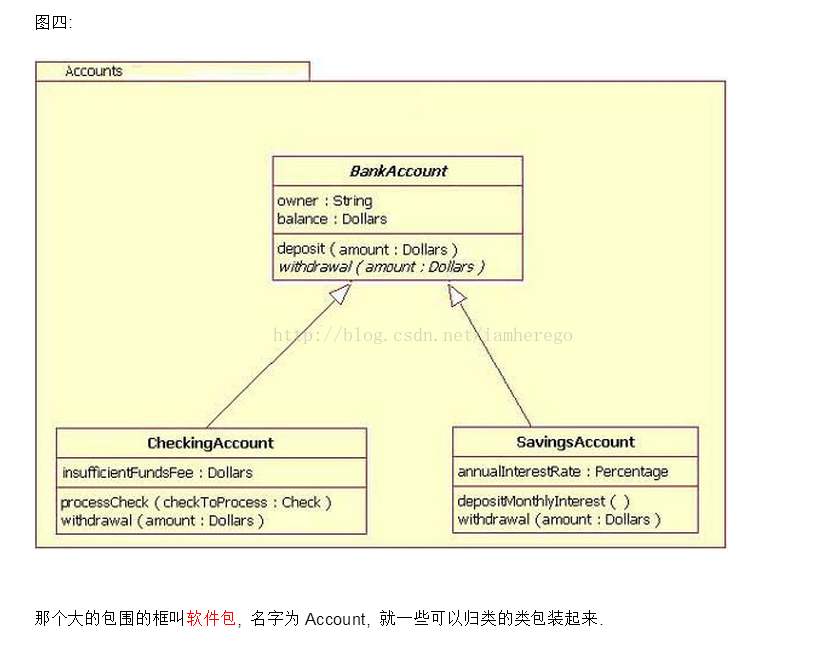 图四:
Accounts
BankAccount
owner : String
balance : Dollars
deposit ( amount : Dollars )
withdrawal ( amount : Dollars )
http://blog.csdn.net/iamherego
CheckingAccount
insufficientFundsFee : Dollars
processCheck ( checkToProcess : Check )
withdrawal ( amount : Dollars )
SavingsAccount
annualInterestRate : Percentage
depositMonthlyInterest ( )
withdrawal ( amount : Dollars )
那个大的包围的框叫软件包, 名字为 Account, 就一些可以归类的类包装起来.